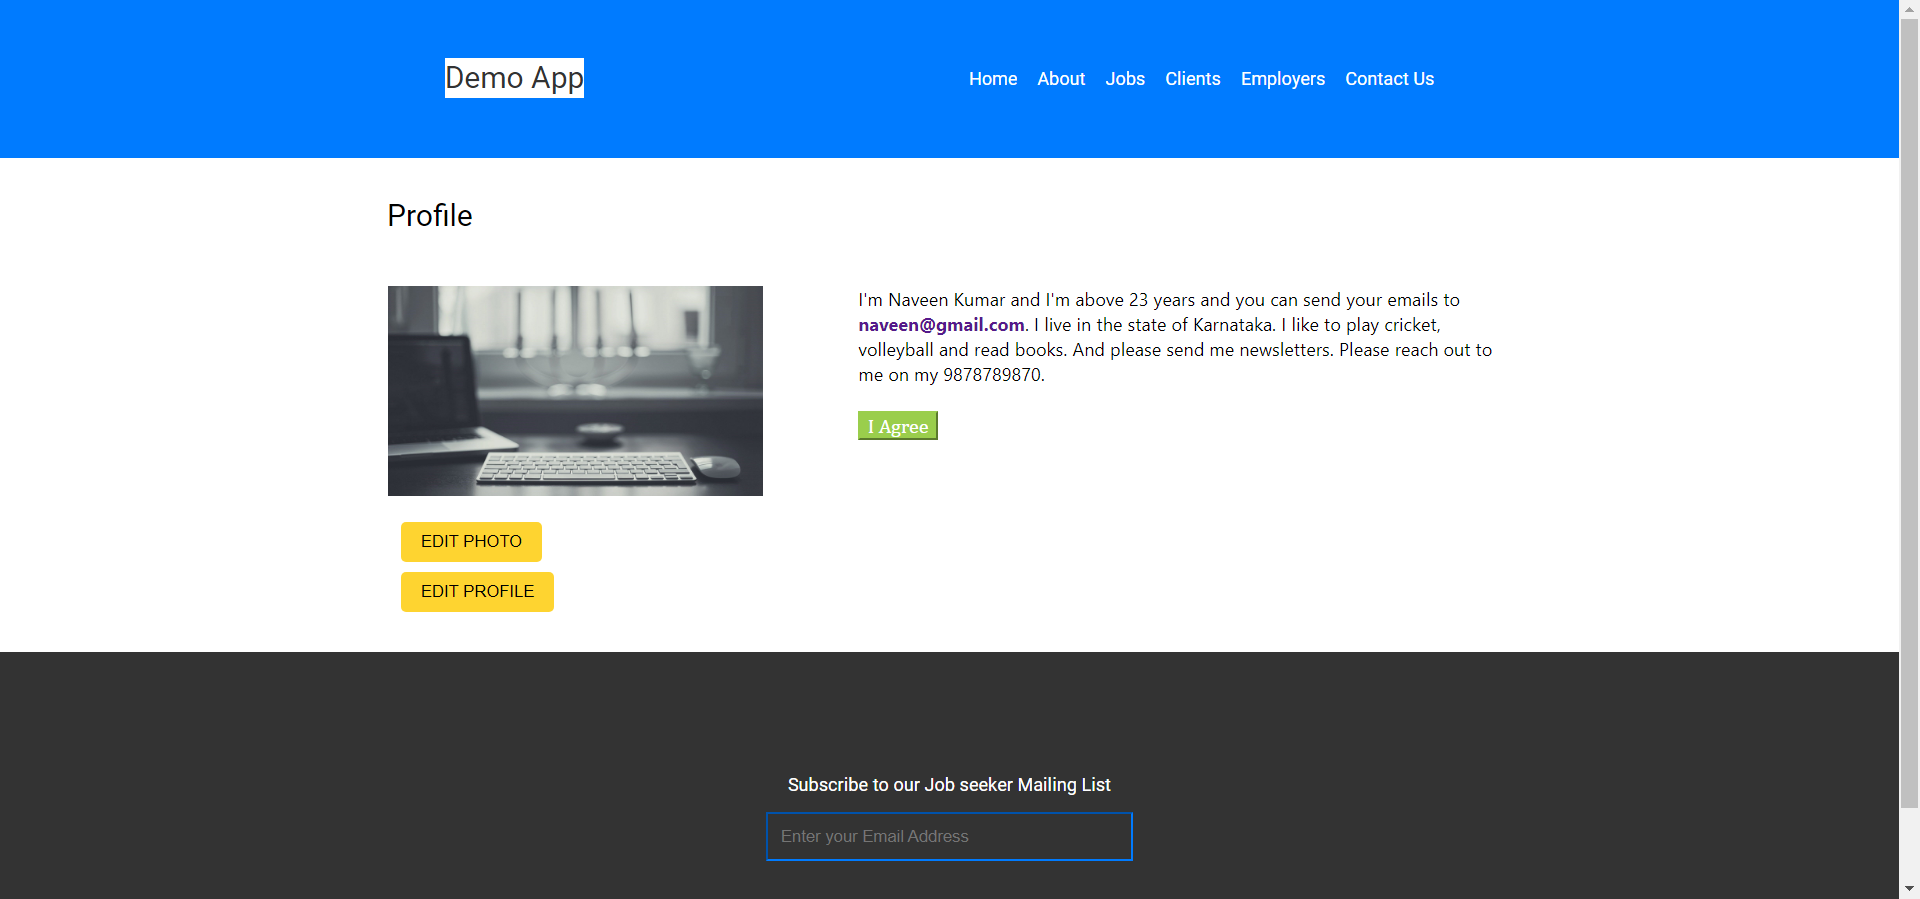 Demo App
Home About Jobs Clients Employers Contact Us
Profile
I'm Naveen Kumar and I'm above 23 years and you can send your emails to
naveen@gmail.com. I live in the state of Karnataka. I like to play cricket,
volleyball and read books. And please send me newsletters. Please reach out to
me on my 9878789870.
I Agree
EDIT PHOTO
EDIT PROFILE
Subscribe to our Job seeker Mailing List
Enter your Email Address